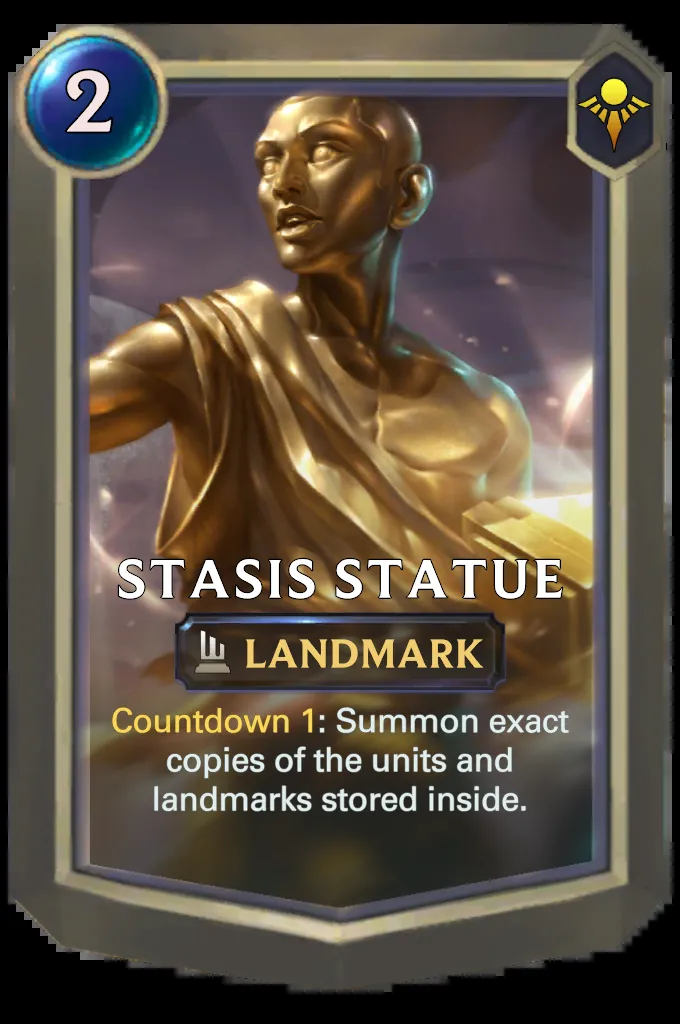 2
STASIS STATUE
LANDMARK
Countdown 1: Summon exact
copies of the units and
landmarks stored inside.